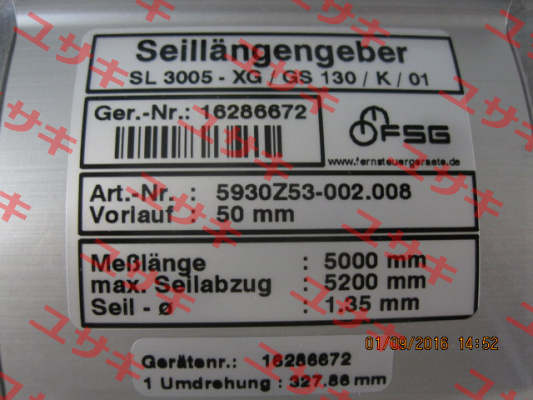 Seillängengeber
SL 3005 - XG / GS 130 / K / 01
Ger.-Nr.: 16286672
FSG
www.fernsteuergeraete.de
Art.-Nr. : 5930Z53-002.008
Vorlauf : 50 mm
Meßlänge : 5000 mm
max. Seilabzug : 5200 mm
Seil - ø : 1.35 mm
01/09/2016 14:52
Gerätenr.: 16286672
1 Umdrehung : 327.86 mm
ユサキ